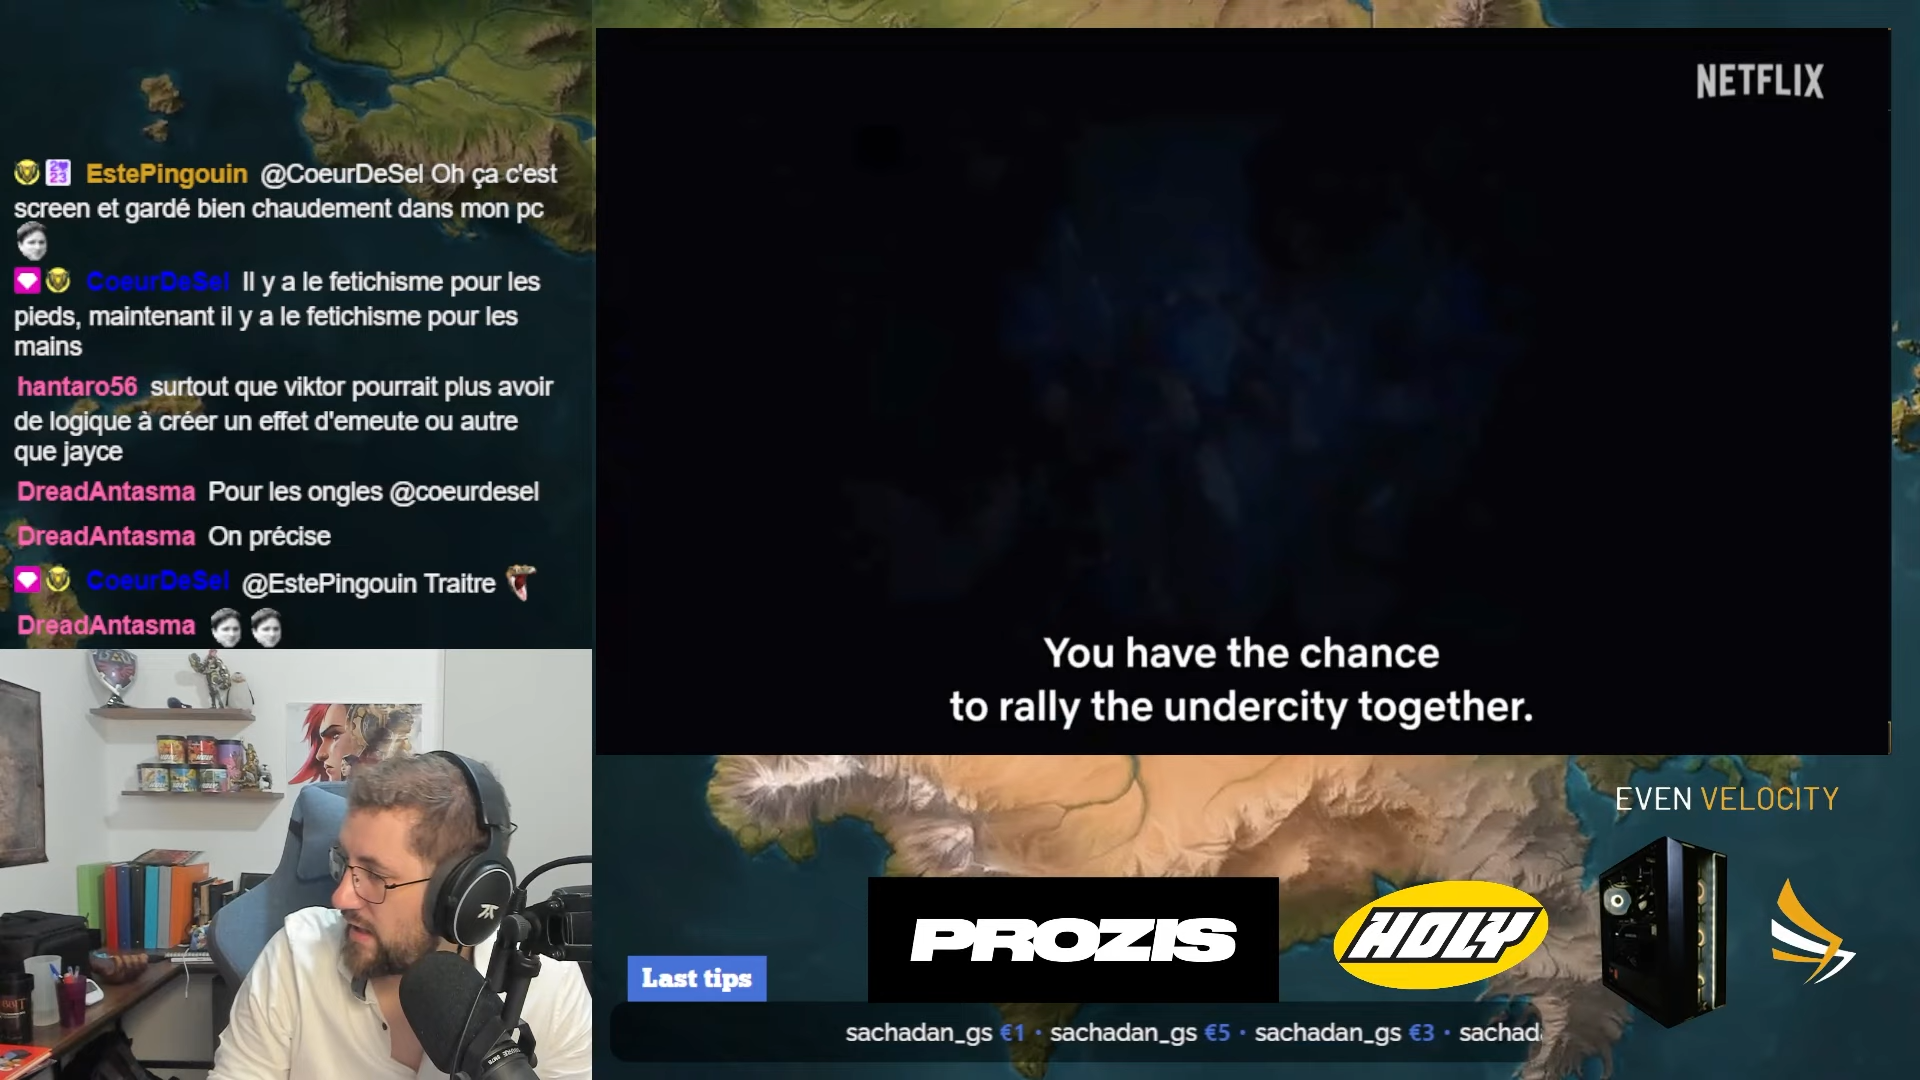 EstePingouin @CoeurDeSel Oh ça c'est
screen et gardé bien chaudement dans mon pc
CoeurDeSel Il y a le fetichisme pour les
pieds, maintenant il y a le fetichisme pour les
mains
hantaro56 surtout que viktor pourrait plus avoir
de logique à créer un effet d'emeute ou autre
que jayce
DreadAntasma Pour les ongles @coeurdesel
DreadAntasma On précise
CoeurDeSel @EstePingouin Traitre
DreadAntasma
NETFLIX
You have the chance
to rally the undercity together.
EVEN VELOCITY
PROZIS
HOLY
Last tips
sachadan_gs €1 · sachadan_gs €5 · sachadan_gs €3 · sachad